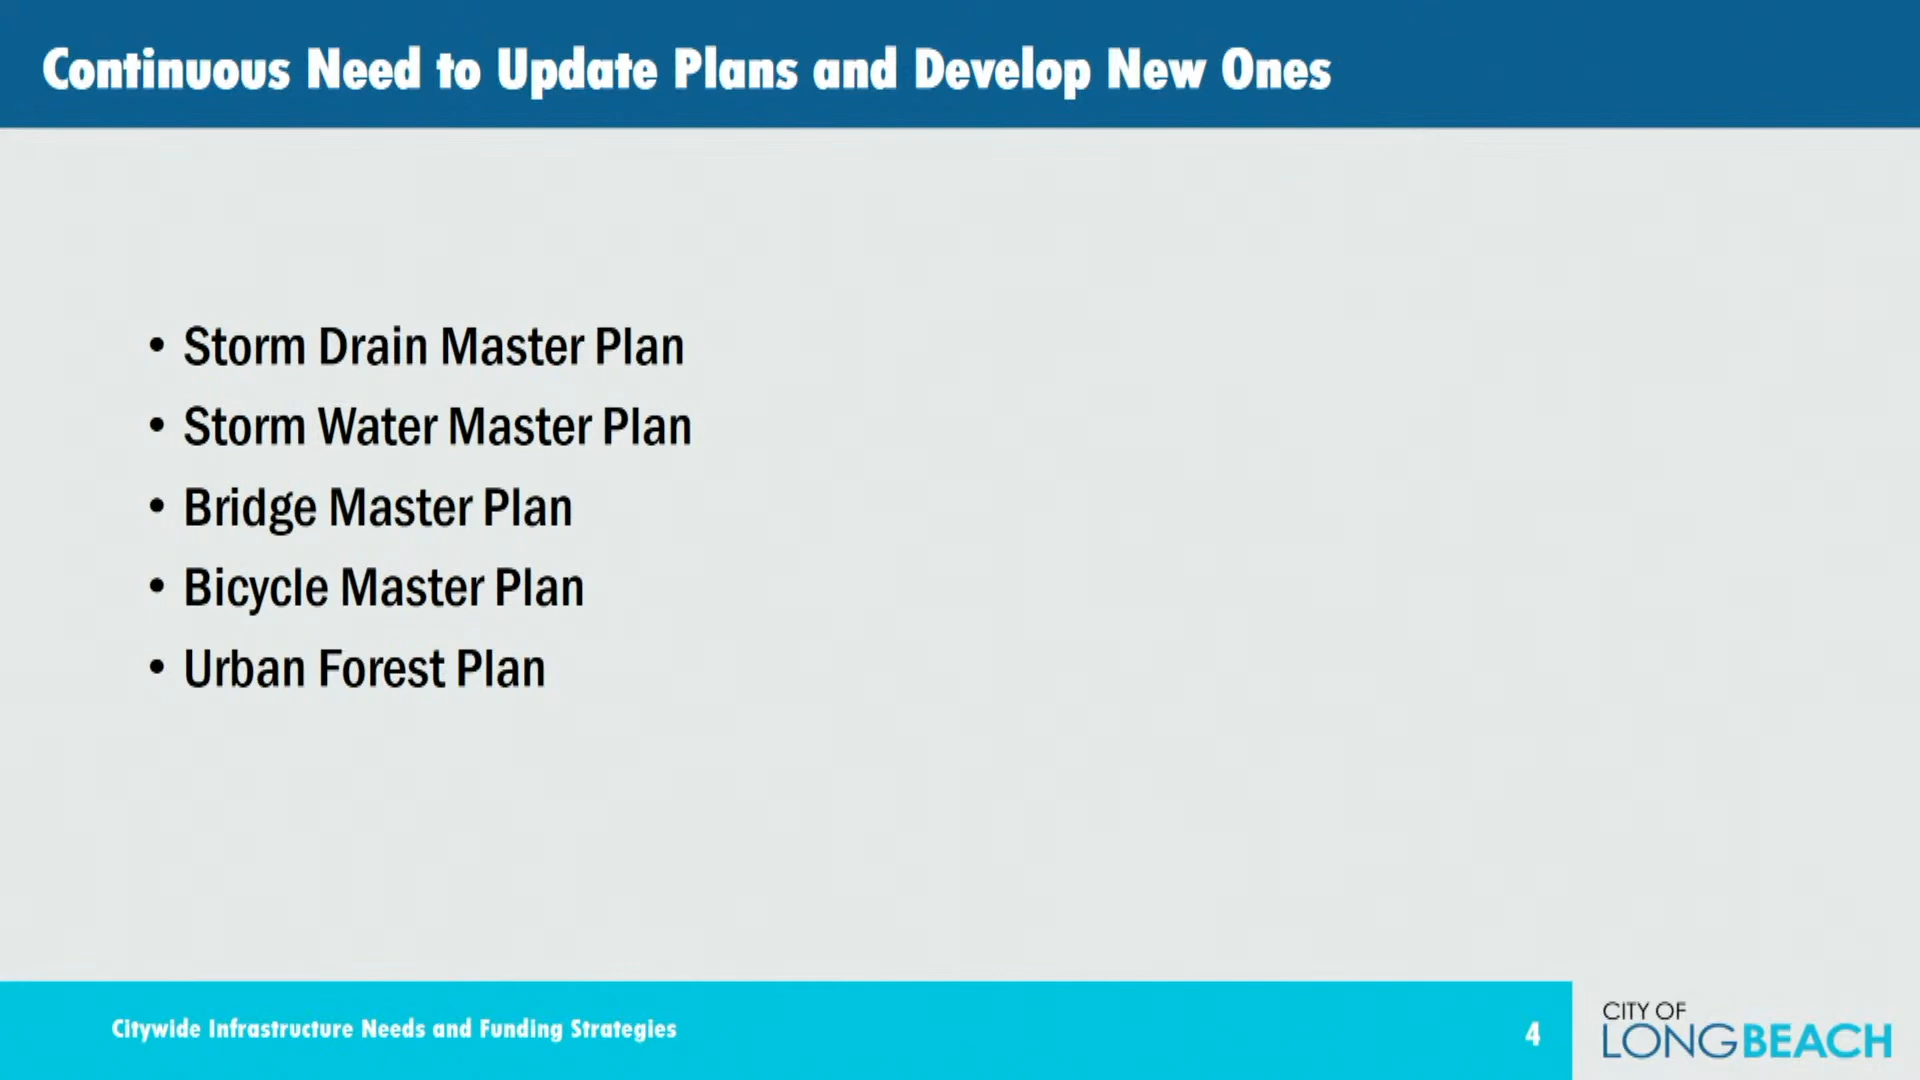 Continuous Need to Update Plans and Develop New Ones
• Storm Drain Master Plan
• Storm Water Master Plan
• Bridge Master Plan
• Bicycle Master Plan
• Urban Forest Plan
Citywide Infrastructure Needs and Funding Strategies
4
CITY OF
LONGBEACH